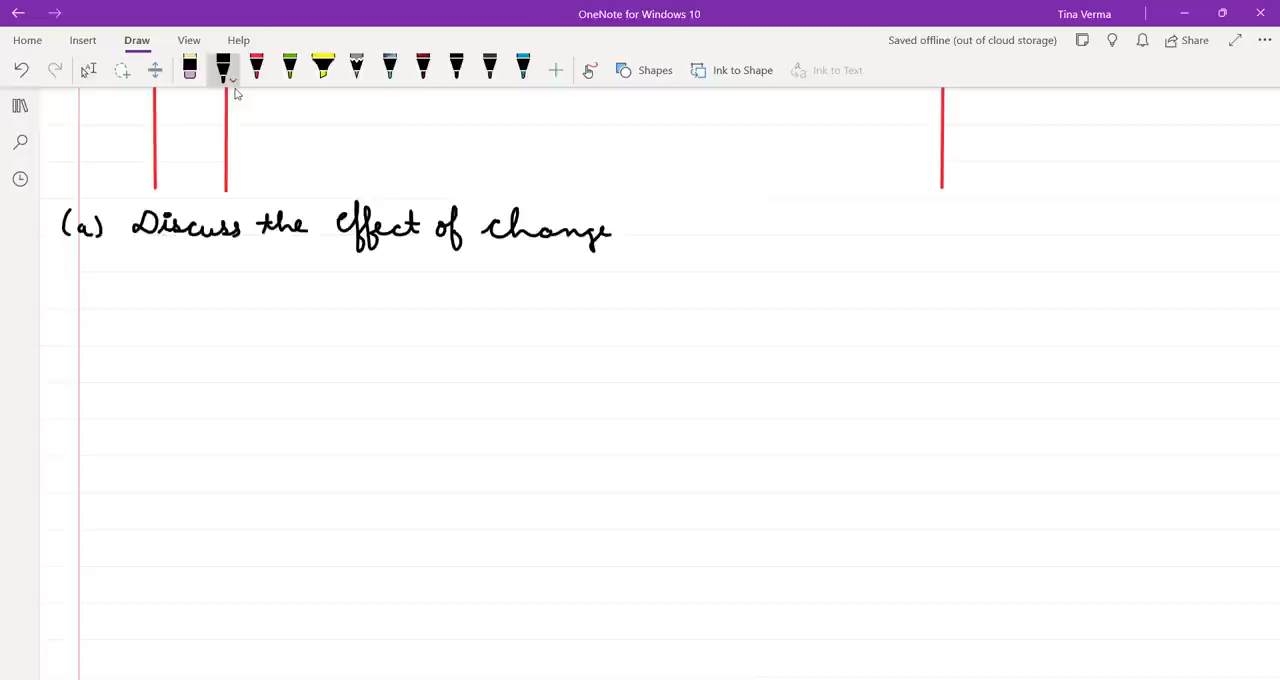 OneNote for Windows 10
Tina Verma
Home Insert Draw View Help
Saved offline (out of cloud storage)
Share
Shapes
Ink to Shape
Ink to Text
(a) Discuss the effect of change